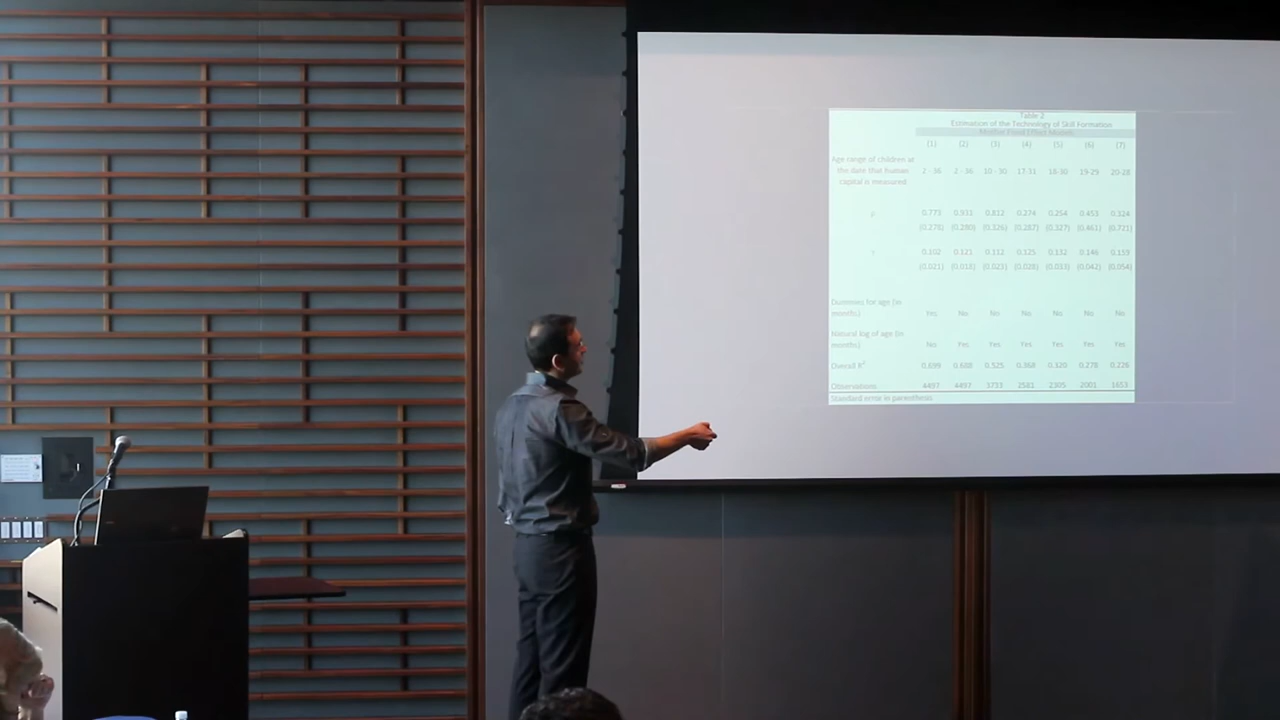 Table 2
Estimation of the Technology of Skill Formation
Mother Fixed Effect Models
(1) (2) (3) (4) (5) (6) (7)
Age range of children at
the date that human
capital is measured
2 - 36 2 - 36 10 - 30 17-31 18-30 19-29 20-28
0.773 0.931 0.812 0.274 0.254 0.453 0.324
(0.278) (0.280) (0.326) (0.287) (0.327) (0.461) (0.721)
0.102 0.121 0.112 0.125 0.132 0.146 0.159
(0.021) (0.018) (0.023) (0.028) (0.033) (0.042) (0.054)
Dummies for age (in
months) Yes No No No No No No
Natural log of age (in
months) No Yes Yes Yes Yes Yes Yes
Overall R² 0.699 0.688 0.525 0.368 0.320 0.278 0.226
Observations 4497 4497 3733 2581 2305 2001 1653
Standard error in parenthesis